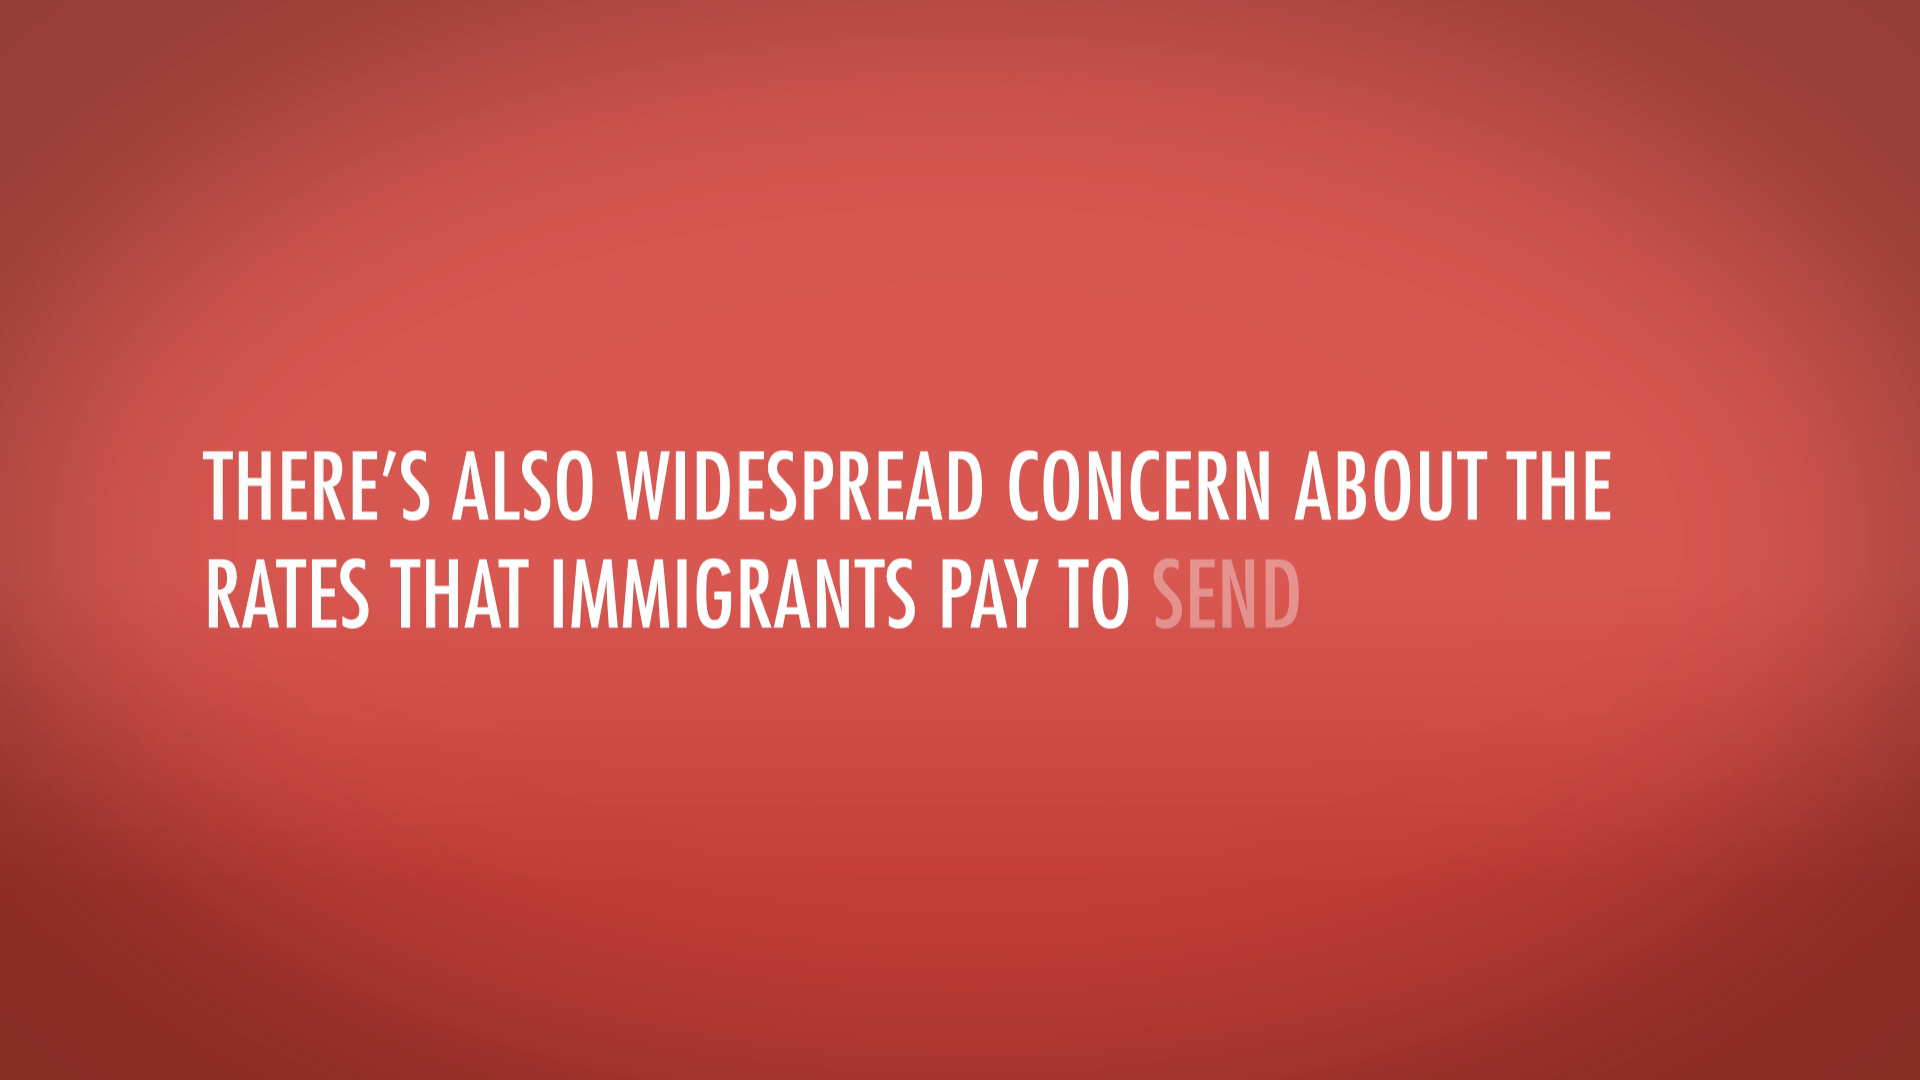 THERE’S ALSO WIDESPREAD CONCERN ABOUT THE
RATES THAT IMMIGRANTS PAY TO SEND